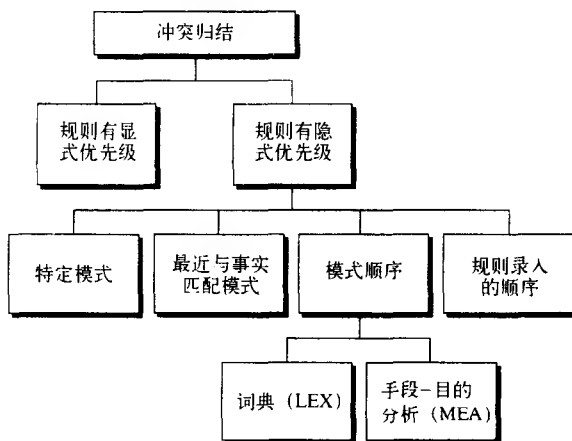 冲突归结
规则有显
式优先级
规则有隐
式优先级
特定模式
最近与事实
匹配模式
模式顺序
规则录入
的顺序
词典（LEX）
手段-目的
分析（MEA）